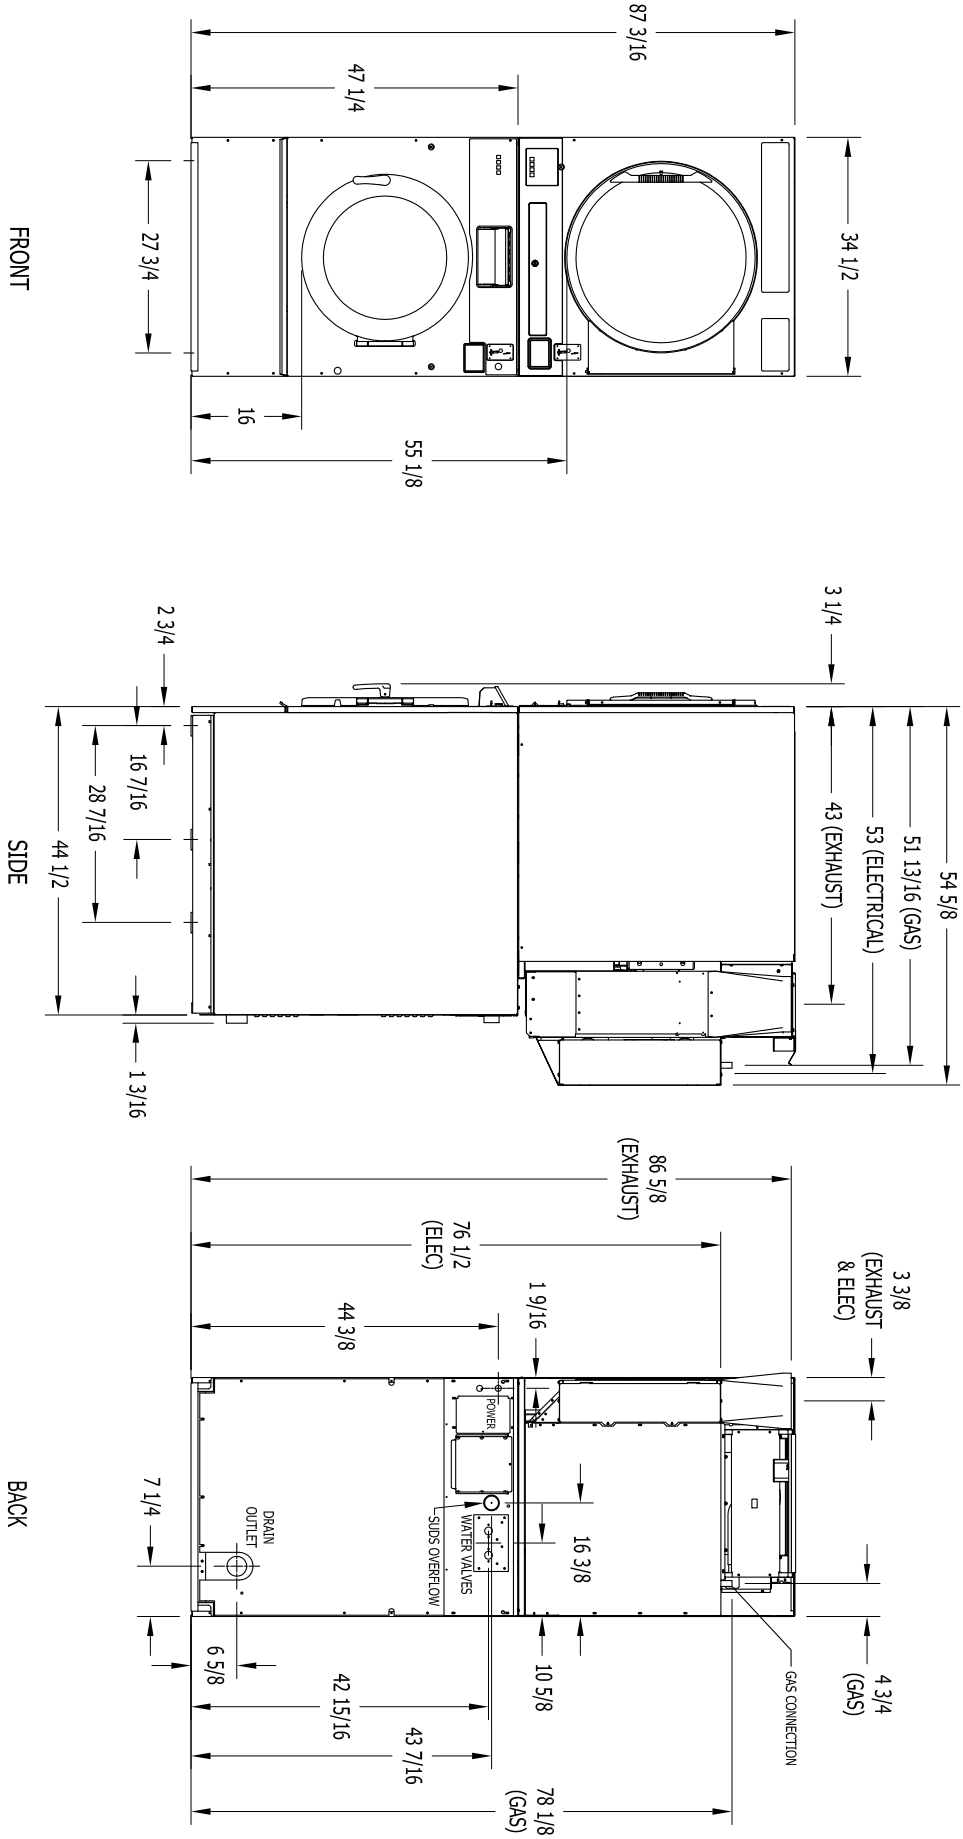 87 3/16
47 1/4
34 1/2
27 3/4
16
55 1/8
FRONT
3 1/4
2 3/4
16 7/16
28 7/16
44 1/2
43 (EXHAUST)
53 (ELECTRICAL)
51 13/16 (GAS)
54 5/8
1 3/16
SIDE
86 5/8
(EXHAUST)
76 1/2
(ELEC)
44 3/8
1 9/16
3 3/8
(EXHAUST
& ELEC)
POWER
WATER VALVES
SUDS OVERFLOW
DRAIN
OUTLET
16 3/8
7 1/4
6 5/8
10 5/8
42 15/16
43 7/16
78 1/8
(GAS)
4 3/4
(GAS)
GAS CONNECTION
BACK